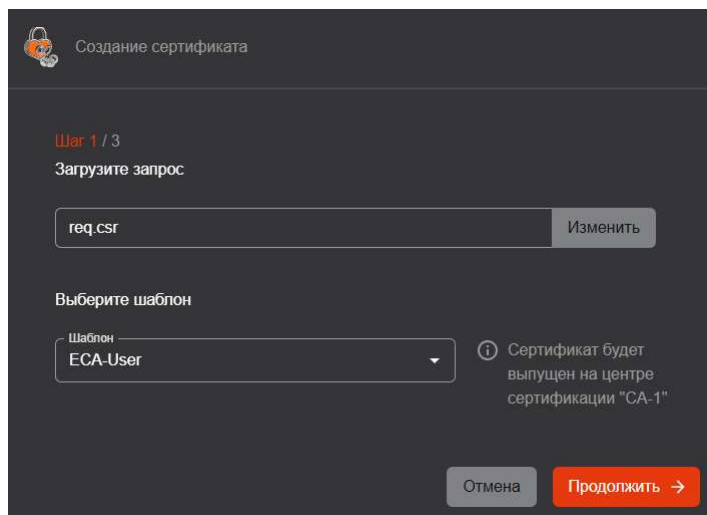 Создание сертификата
Шаг 1 / 3
Загрузите запрос
req.csr
Изменить
Выберите шаблон
Шаблон
ECA-User
Сертификат будет
выпущен на центре
сертификации "CA-1"
Отмена
Продолжить →